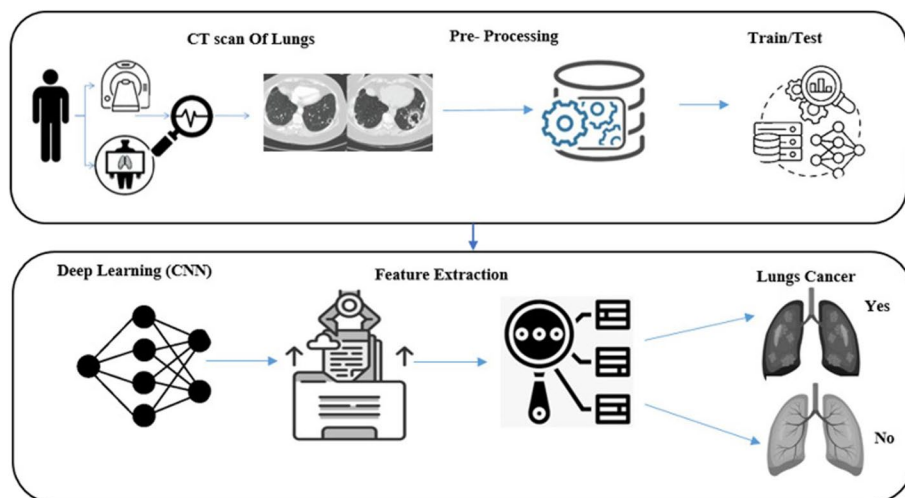 CT scan Of Lungs
Pre- Processing
Train/Test
Deep Learning (CNN)
Feature Extraction
Lungs Cancer
Yes
No